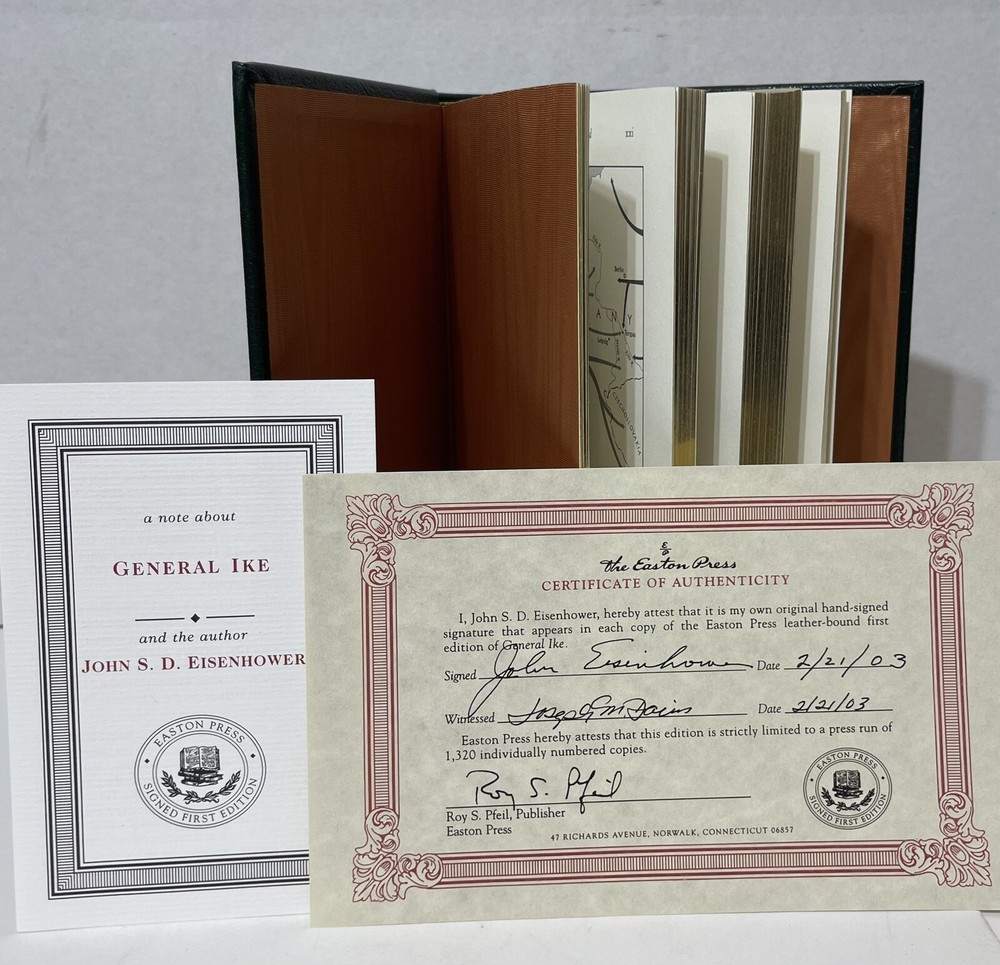 xxi
Berlin
A N Y
Leipzig
Torgau
CZECHOSLOVAKIA
a note about
GENERAL IKE
and the author
JOHN S. D. EISENHOWER
EASTON PRESS
SIGNED FIRST EDITION
the Easton Press
CERTIFICATE OF AUTHENTICITY
I, John S. D. Eisenhower, hereby attest that it is my own original hand-signed
signature that appears in each copy of the Easton Press leather-bound first
edition of General Ike.
Signed John Eisenhower Date 2/21/03
Witnessed Date 2/21/03
Easton Press hereby attests that this edition is strictly limited to a press run of
1,320 individually numbered copies.
Roy S. Pfeil
Roy S. Pfeil, Publisher
Easton Press
47 RICHARDS AVENUE, NORWALK, CONNECTICUT 06857
EASTON PRESS
SIGNED FIRST EDITION